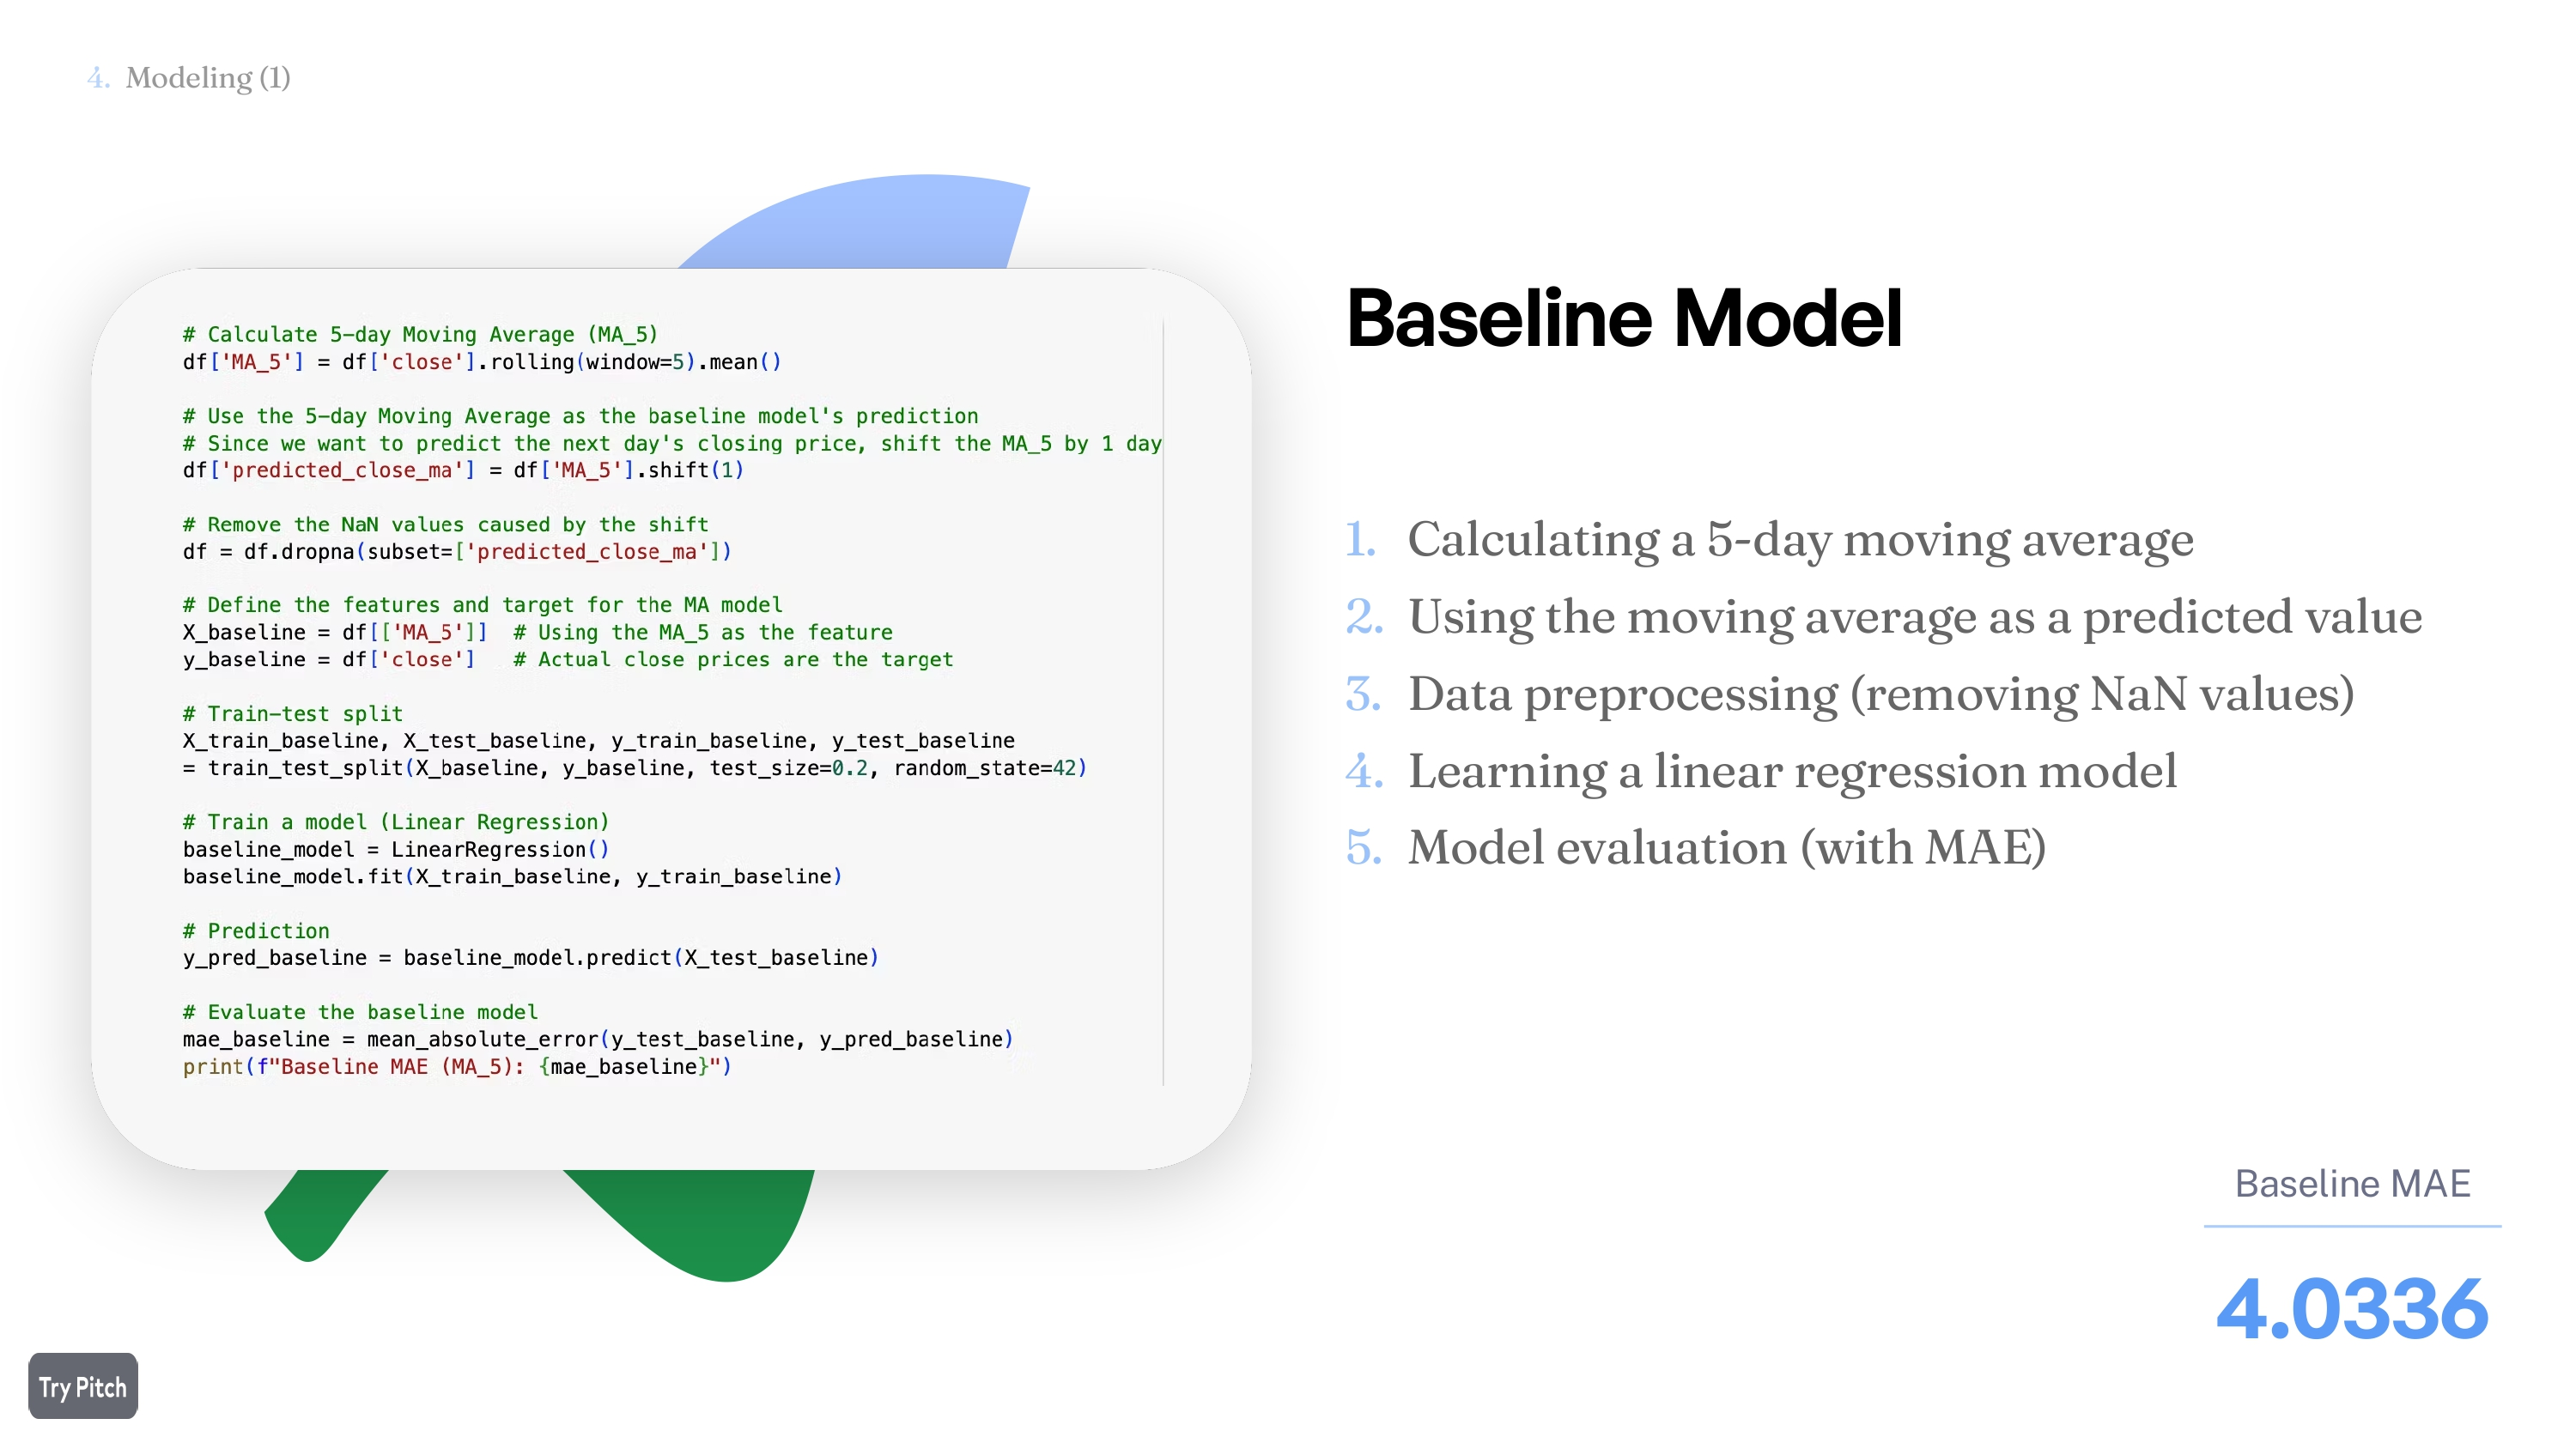 4. Modeling (1)
# Calculate 5-day Moving Average (MA_5)
df['MA_5'] = df['close'].rolling(window=5).mean()
# Use the 5-day Moving Average as the baseline model's prediction
# Since we want to predict the next day's closing price, shift the MA_5 by 1 day
df['predicted_close_ma'] = df['MA_5'].shift(1)
# Remove the NaN values caused by the shift
df = df.dropna(subset=['predicted_close_ma'])
# Define the features and target for the MA model
X_baseline = df[['MA_5']]  # Using the MA_5 as the feature
y_baseline = df['close']   # Actual close prices are the target
# Train-test split
X_train_baseline, X_test_baseline, y_train_baseline, y_test_baseline
= train_test_split(X_baseline, y_baseline, test_size=0.2, random_state=42)
# Train a model (Linear Regression)
baseline_model = LinearRegression()
baseline_model.fit(X_train_baseline, y_train_baseline)
# Prediction
y_pred_baseline = baseline_model.predict(X_test_baseline)
# Evaluate the baseline model
mae_baseline = mean_absolute_error(y_test_baseline, y_pred_baseline)
print(f"Baseline MAE (MA_5): {mae_baseline}")
Baseline Model
1. Calculating a 5-day moving average
2. Using the moving average as a predicted value
3. Data preprocessing (removing NaN values)
4. Learning a linear regression model
5. Model evaluation (with MAE)
Baseline MAE
4.0336
Try Pitch